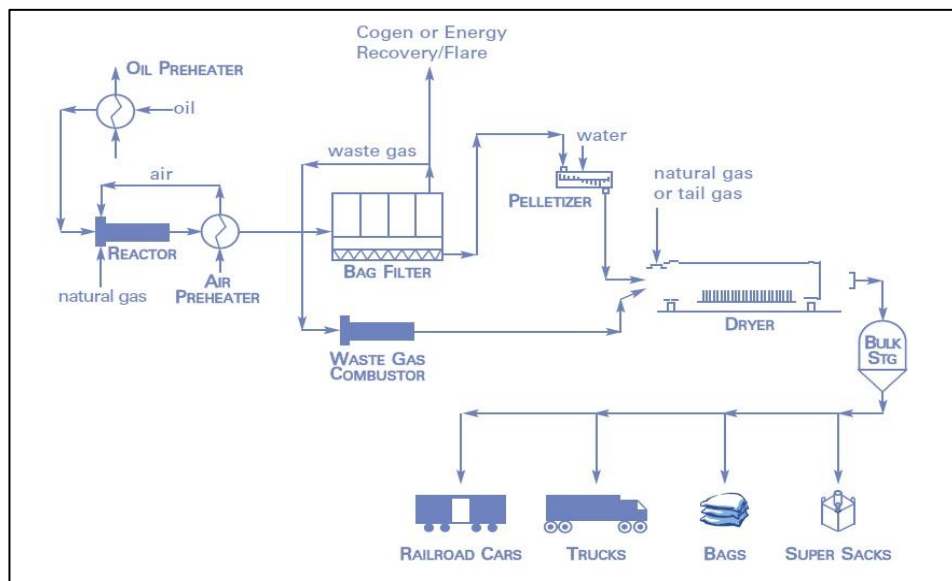 Cogen or Energy
Recovery/Flare
OIL PREHEATER
oil
water
waste gas
air
natural gas
or tail gas
PELLETIZER
REACTOR
BAG FILTER
natural gas
AIR
PREHEATER
DRYER
WASTE GAS
COMBUSTOR
BULK
STG
RAILROAD CARS
TRUCKS
BAGS
SUPER SACKS